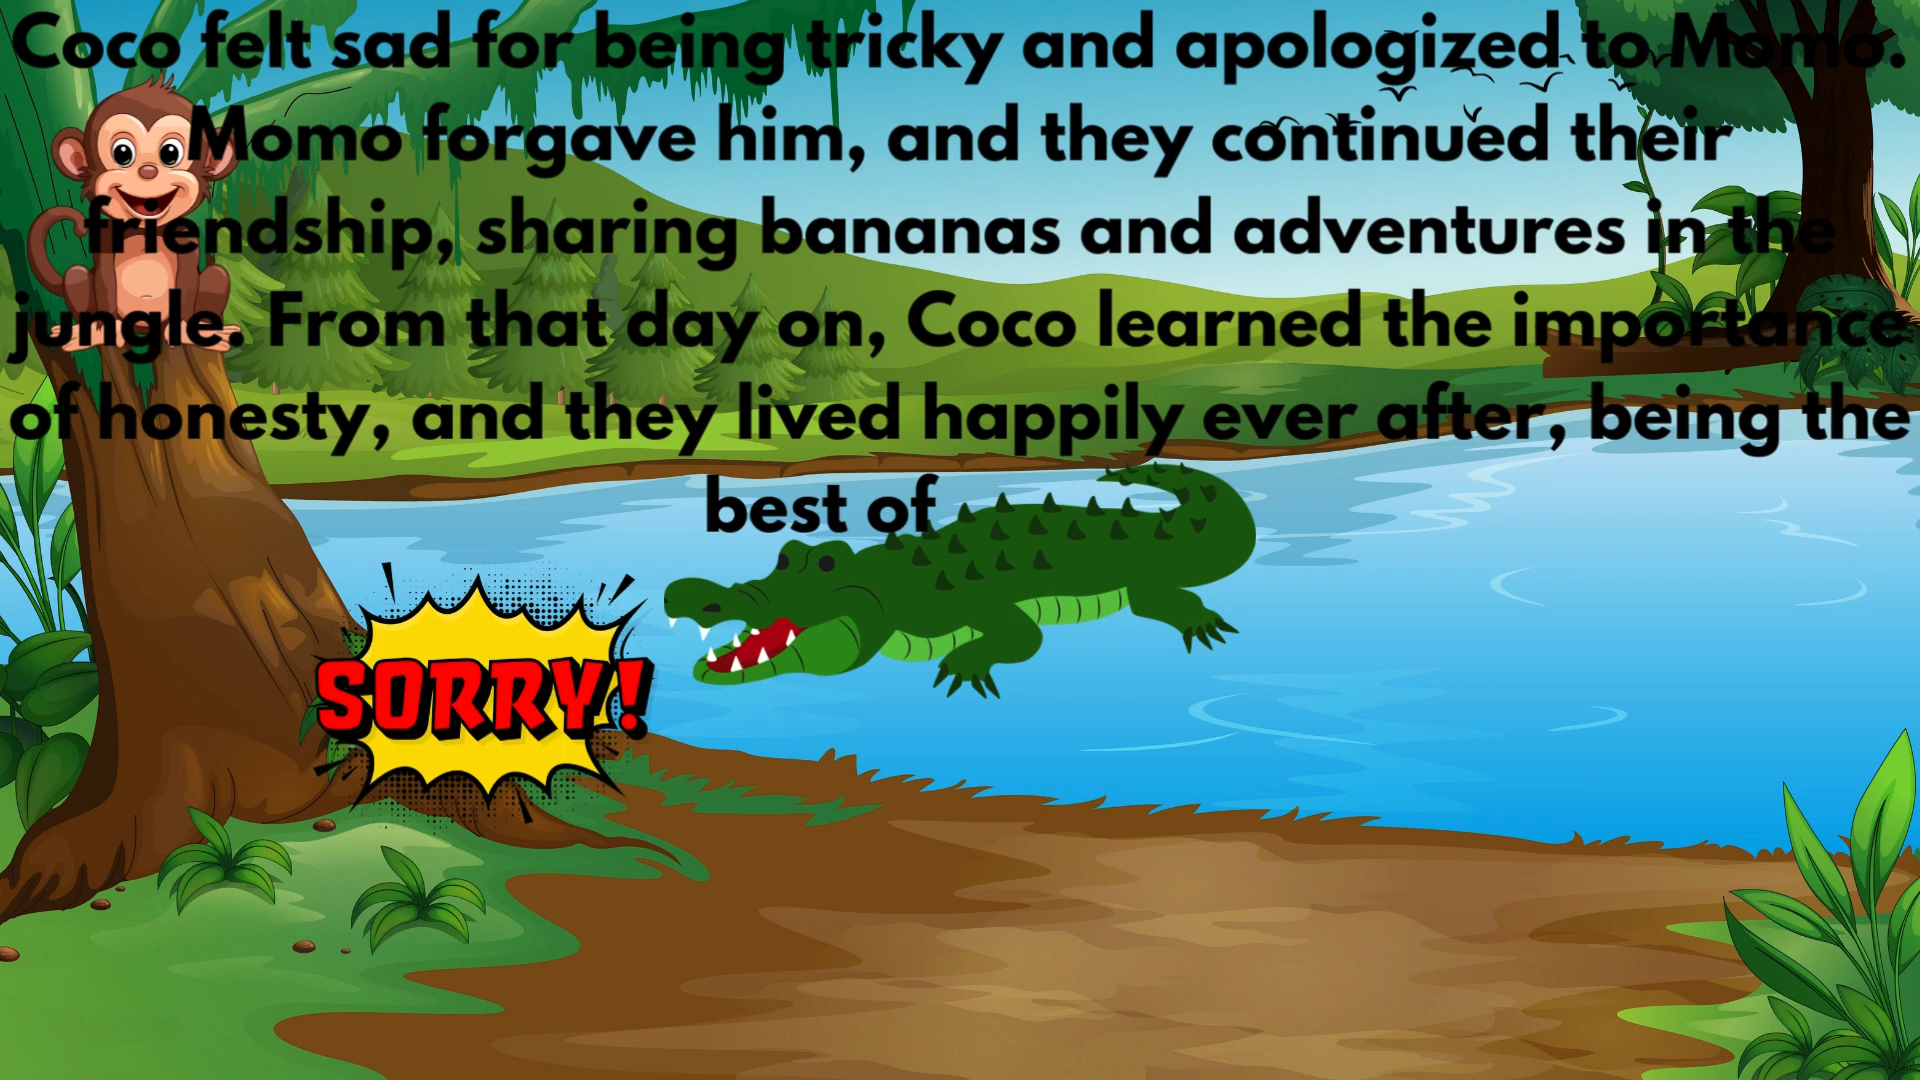 Coco felt sad for being tricky and apologized to Momo.
Momo forgave him, and they continued their
friendship, sharing bananas and adventures in the
jungle. From that day on, Coco learned the importance
of honesty, and they lived happily ever after, being the
best of
SORRY!